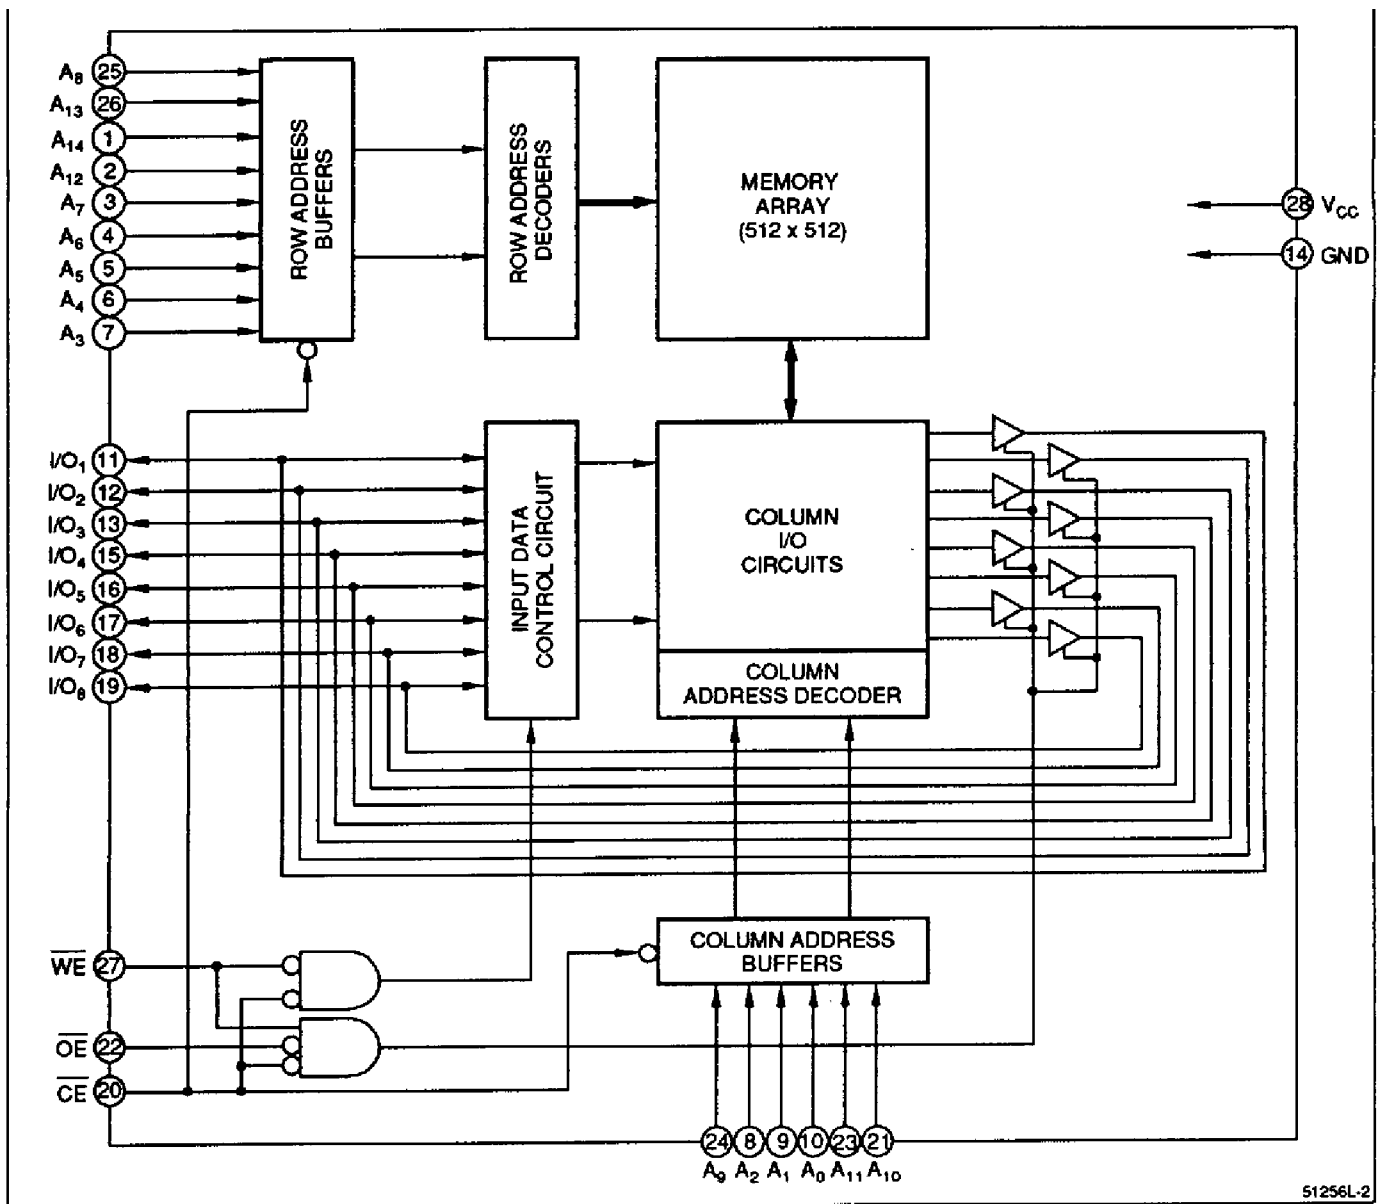 A8 25
A13 26
A14 1
A12 2
A7 3
A6 4
A5 5
A4 6
A3 7
ROW ADDRESS
BUFFERS
ROW ADDRESS
DECODERS
MEMORY
ARRAY
(512 x 512)
28 VCC
14 GND
I/O1 11
I/O2 12
I/O3 13
I/O4 15
I/O5 16
I/O6 17
I/O7 18
I/O8 19
INPUT DATA
CONTROL CIRCUIT
COLUMN
I/O
CIRCUITS
COLUMN
ADDRESS DECODER
COLUMN ADDRESS
BUFFERS
WE 27
OE 22
CE 20
24 8 9 10 23 21
A9 A2 A1 A0 A11 A10
51256L-2